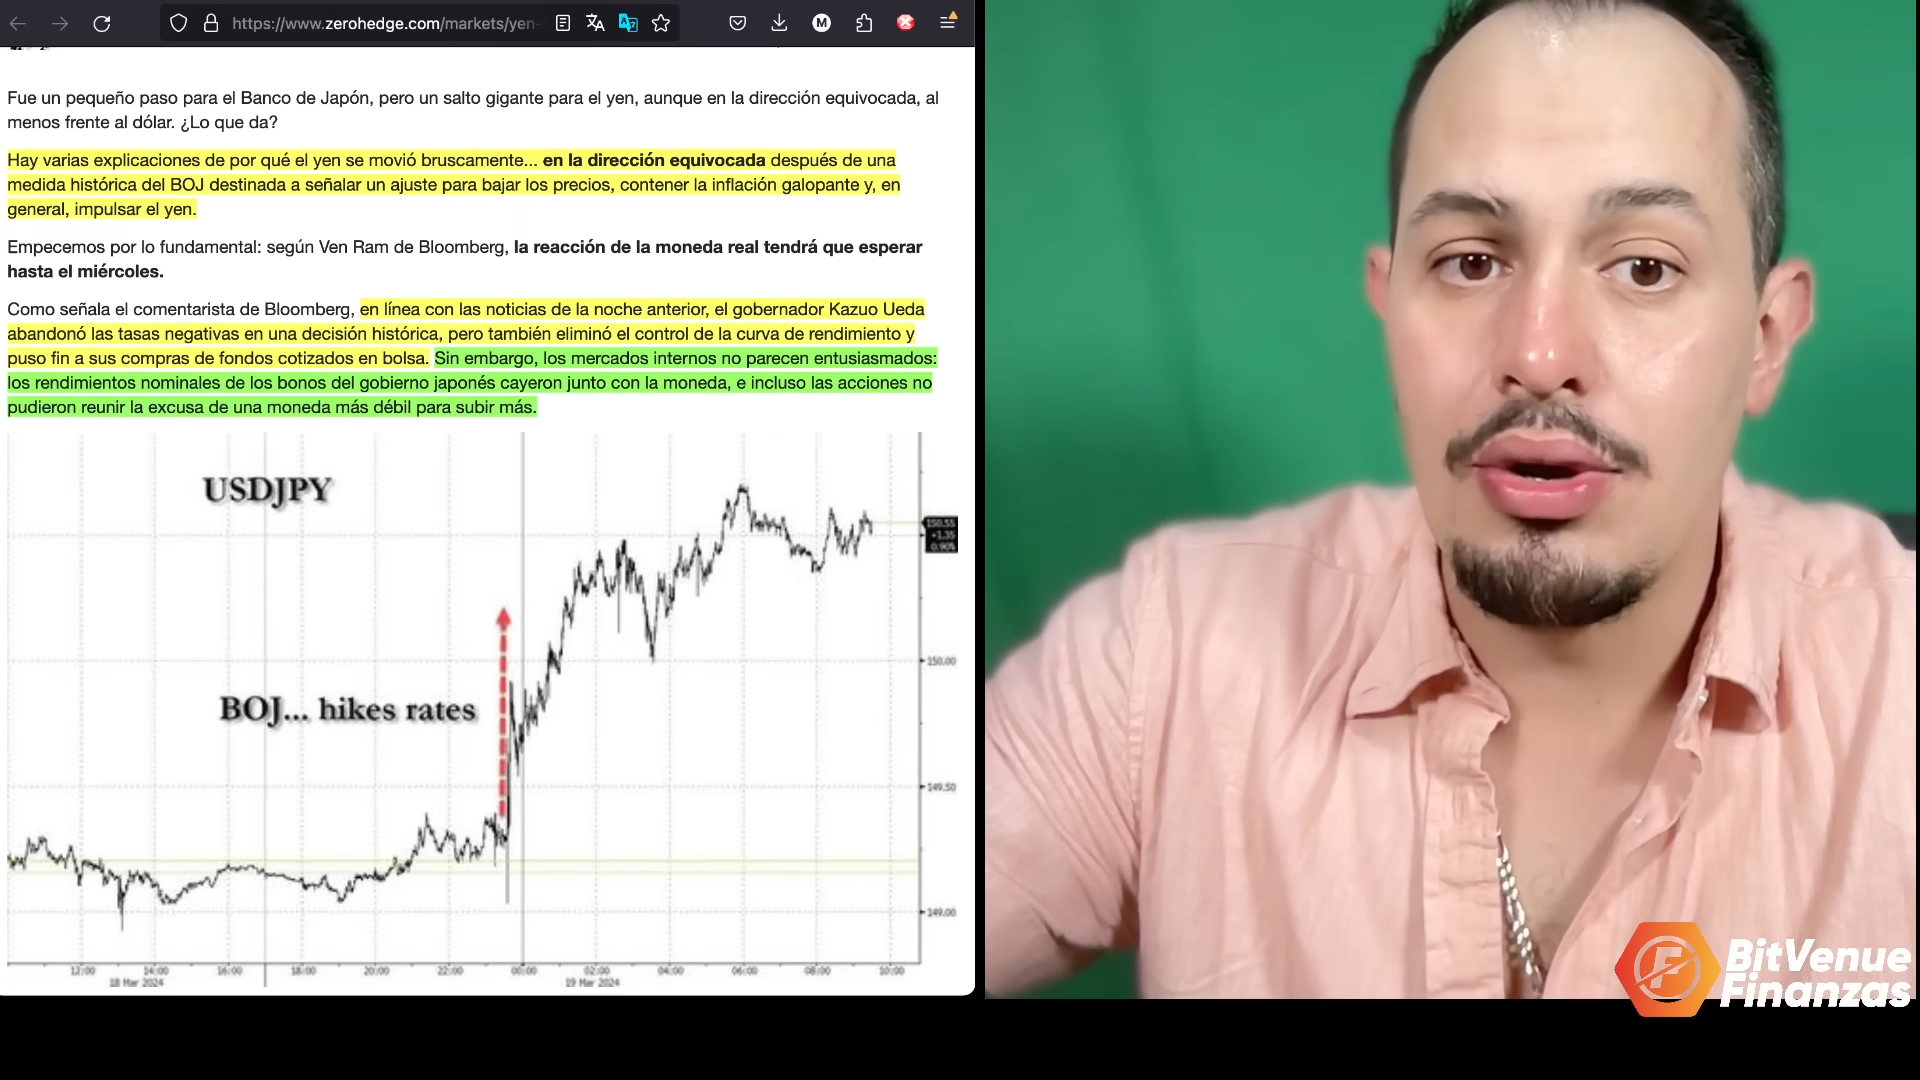 https://www.zerohedge.com/markets/yen-
Fue un pequeño paso para el Banco de Japón, pero un salto gigante para el yen, aunque en la dirección equivocada, al
menos frente al dólar. ¿Lo que da?
Hay varias explicaciones de por qué el yen se movió bruscamente... en la dirección equivocada después de una
medida histórica del BOJ destinada a señalar un ajuste para bajar los precios, contener la inflación galopante y, en
general, impulsar el yen.
Empecemos por lo fundamental: según Ven Ram de Bloomberg, la reacción de la moneda real tendrá que esperar
hasta el miércoles.
Como señala el comentarista de Bloomberg, en línea con las noticias de la noche anterior, el gobernador Kazuo Ueda
abandonó las tasas negativas en una decisión histórica, pero también eliminó el control de la curva de rendimiento y
puso fin a sus compras de fondos cotizados en bolsa. Sin embargo, los mercados internos no parecen entusiasmados:
los rendimientos nominales de los bonos del gobierno japonés cayeron junto con la moneda, e incluso las acciones no
pudieron reunir la excusa de una moneda más débil para subir más.
USDJPY
150.55
+1.35
0.90%
150.00
BOJ... hikes rates
149.50
149.00
12:00 14:00 16:00 18:00 20:00 22:00 00:00 02:00 04:00 06:00 08:00 10:00
18 Mar 2024 19 Mar 2024
BitVenue
Finanzas